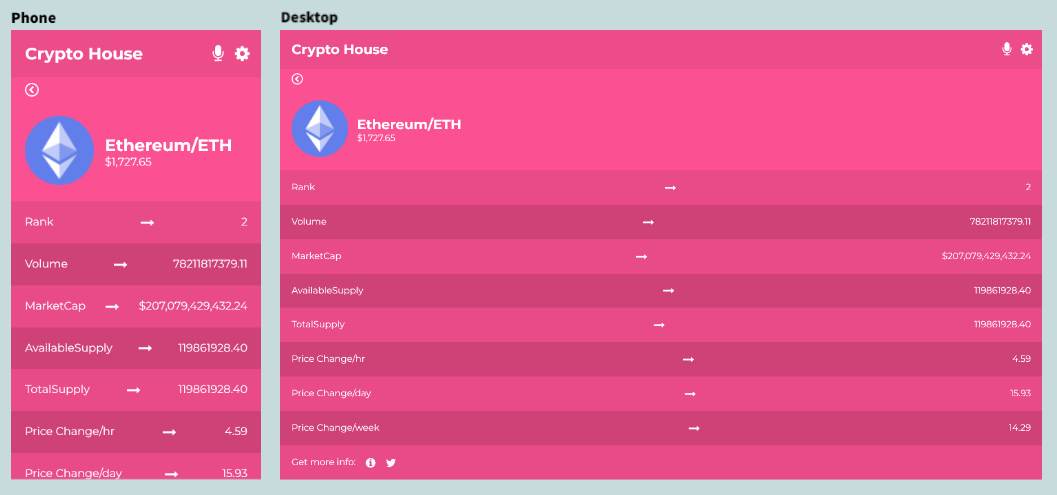 Phone
Crypto House
Ethereum/ETH
$1,727.65
Rank 2
Volume 78211817379.11
MarketCap $207,079,429,432.24
AvailableSupply 119861928.40
TotalSupply 119861928.40
Price Change/hr 4.59
Price Change/day 15.93
Desktop
Crypto House
Ethereum/ETH
$1,727.65
Rank 2
Volume 78211817379.11
MarketCap $207,079,429,432.24
AvailableSupply 119861928.40
TotalSupply 119861928.40
Price Change/hr 4.59
Price Change/day 15.93
Price Change/week 14.29
Get more info: